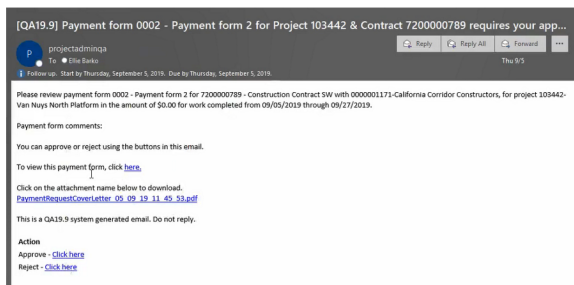 [QA19.9] Payment form 0002 - Payment form 2 for Project 103442 & Contract 7200000789 requires your app...
P
projectadminqa
To Ellie Barko
Reply
Reply All
Forward
...
Thu 9/5
Follow up. Start by Thursday, September 5, 2019. Due by Thursday, September 5, 2019.
Please review payment form 0002 - Payment form 2 for 7200000789 - Construction Contract SW with 0000001171-California Corridor Constructors, for project 103442-
Van Nuys North Platform in the amount of $0.00 for work completed from 09/05/2019 through 09/27/2019.
Payment form comments:
You can approve or reject using the buttons in this email.
To view this payment form, click here.
Click on the attachment name below to download.
PaymentRequestCoverLetter_05_09_19_11_45_53.pdf
This is a QA19.9 system generated email. Do not reply.
Action
Approve - Click here
Reject - Click here